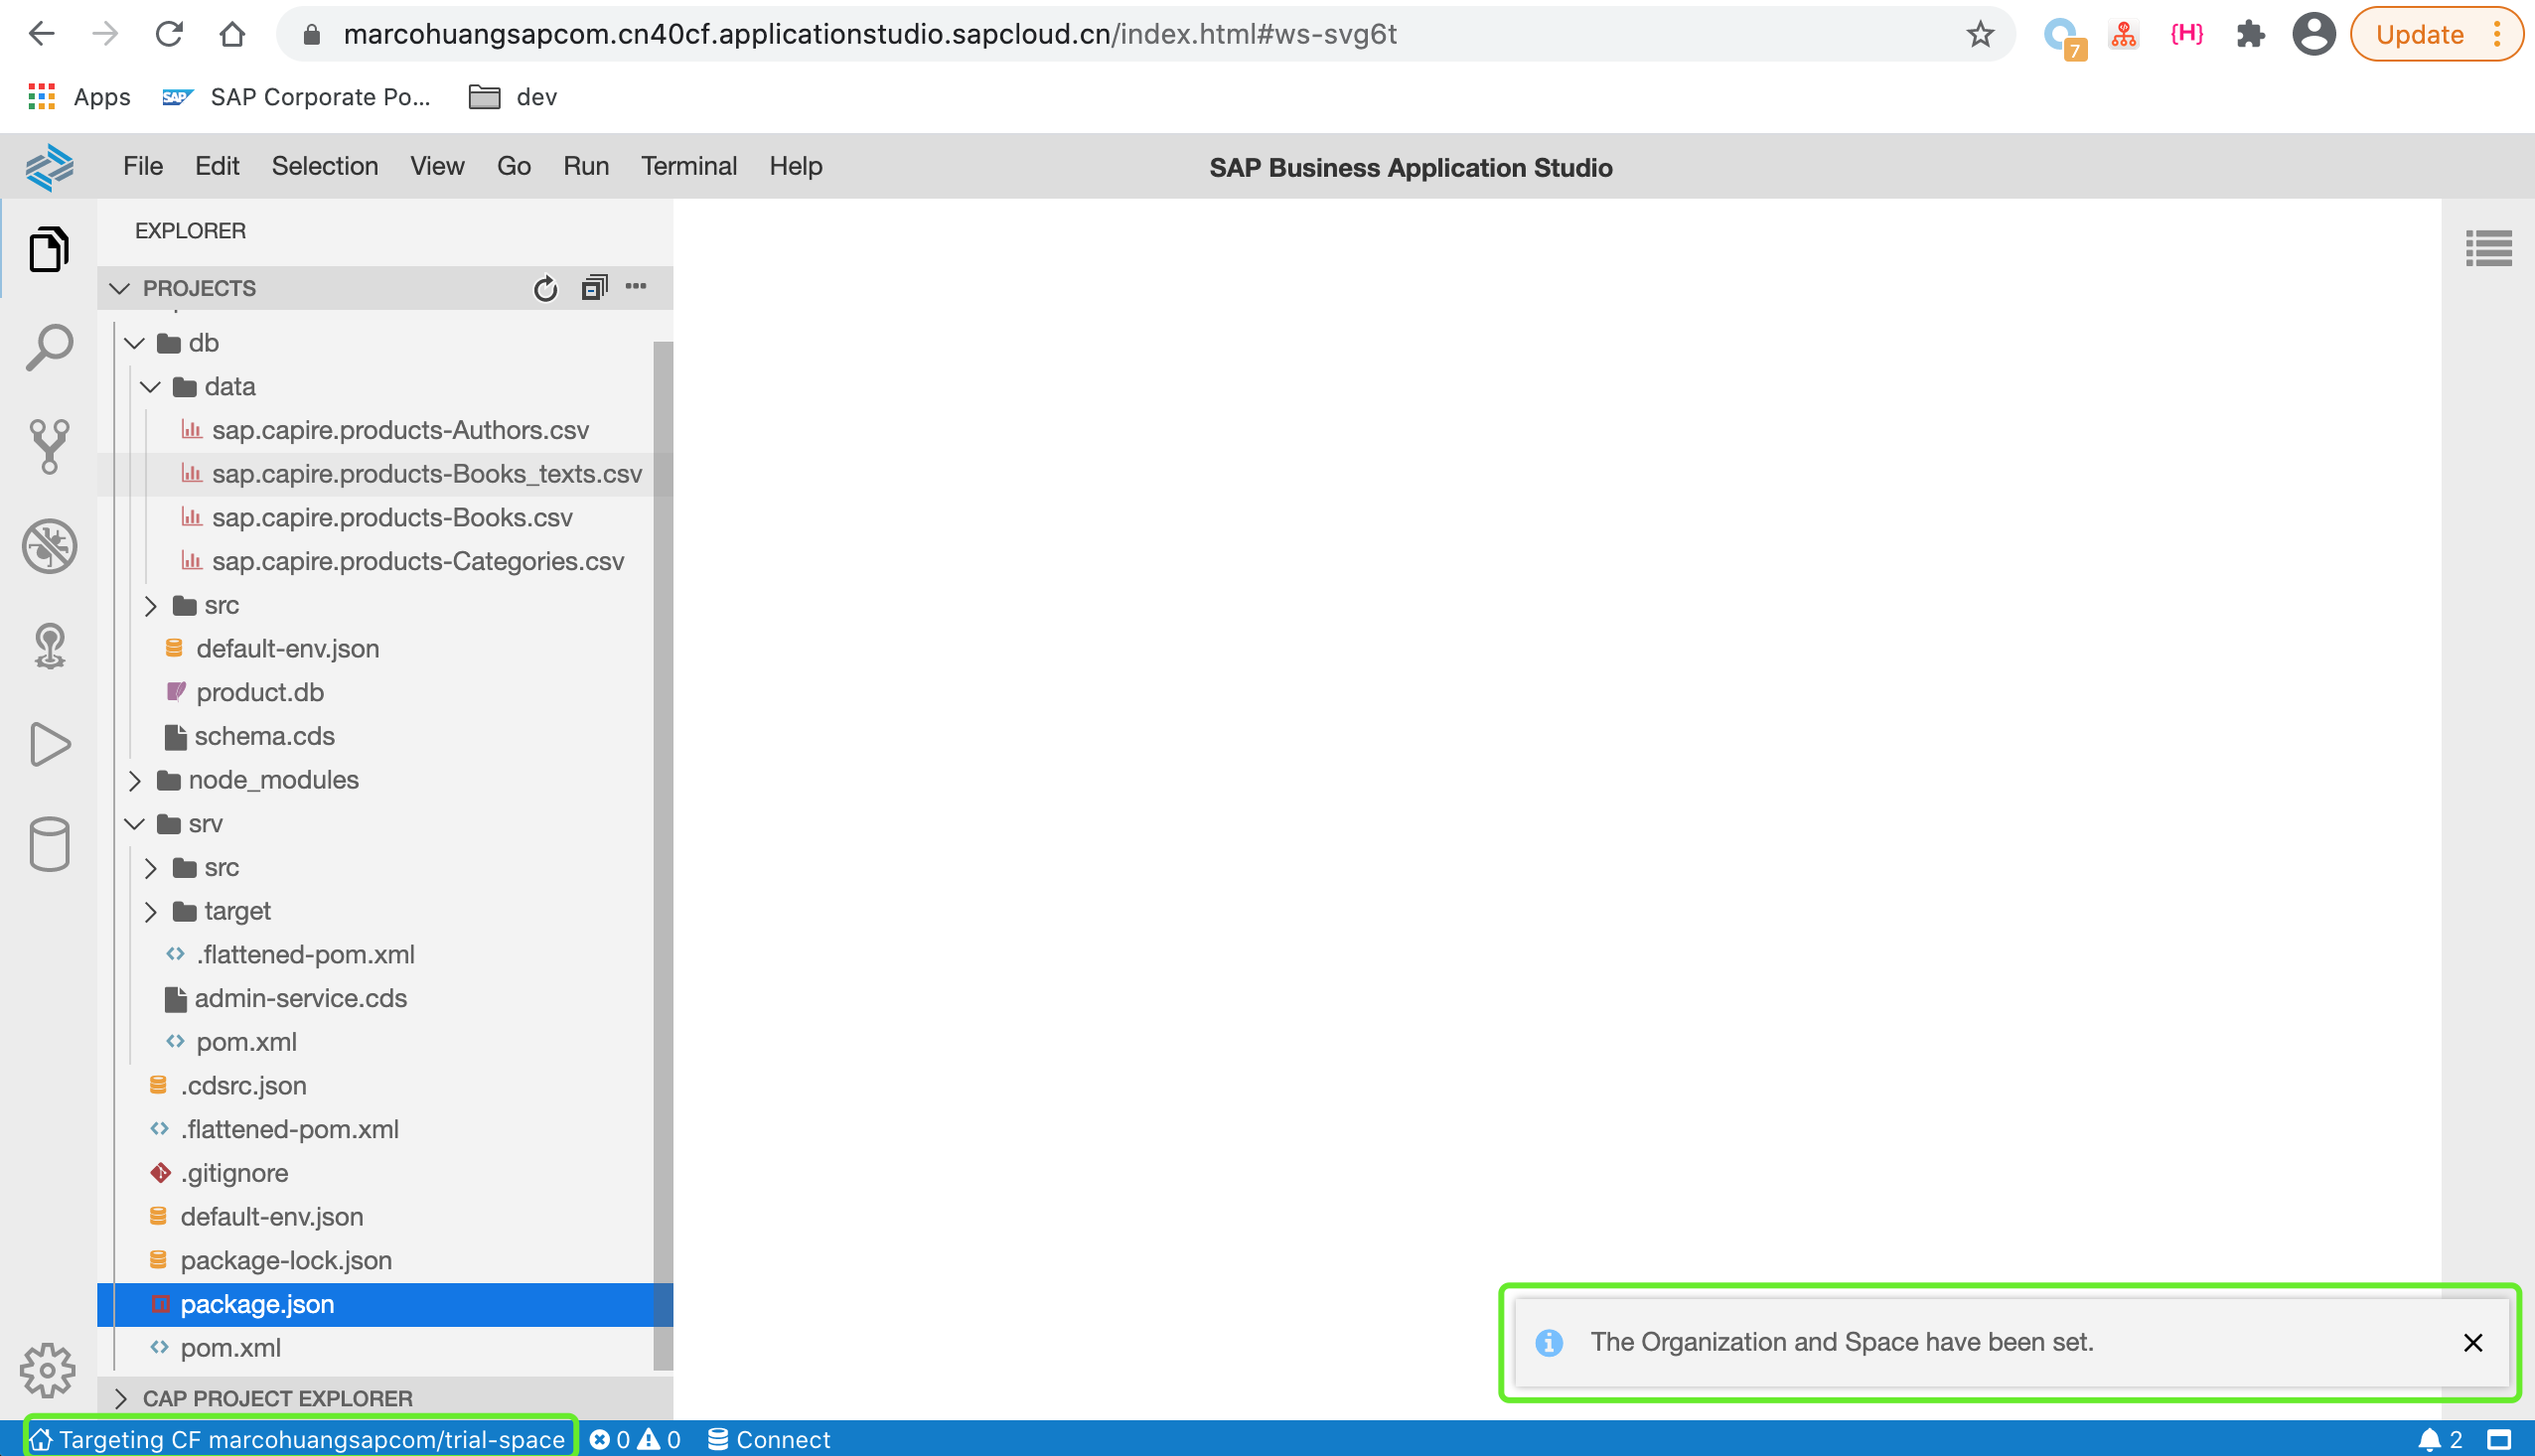 marcohuangsapcom.cn40cf.applicationstudio.sapcloud.cn/index.html#ws-svg6t
7
{H}
Update
Apps
SAP
SAP Corporate Po...
dev
File Edit Selection View Go Run Terminal Help
SAP Business Application Studio
EXPLORER
PROJECTS
db
data
sap.capire.products-Authors.csv
sap.capire.products-Books_texts.csv
sap.capire.products-Books.csv
sap.capire.products-Categories.csv
src
default-env.json
product.db
schema.cds
node_modules
srv
src
target
.flattened-pom.xml
admin-service.cds
pom.xml
.cdsrc.json
.flattened-pom.xml
.gitignore
default-env.json
package-lock.json
package.json
pom.xml
The Organization and Space have been set.
CAP PROJECT EXPLORER
Targeting CF marcohuangsapcom/trial-space 0 0 Connect 2